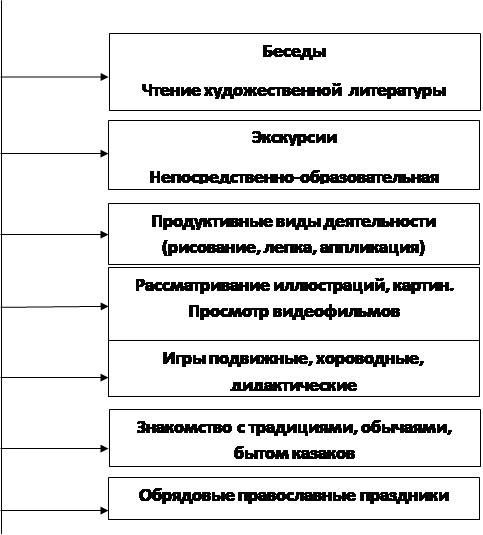 Беседы
Чтение художественной литературы
Экскурсии
Непосредственно-образовательная
Продуктивные виды деятельности
(рисование, лепка, аппликация)
Рассматривание иллюстраций, картин.
Просмотр видеофильмов
Игры подвижные, хороводные,
дидактические
Знакомство с традициями, обычаями,
бытом казаков
Обрядовые православные праздники